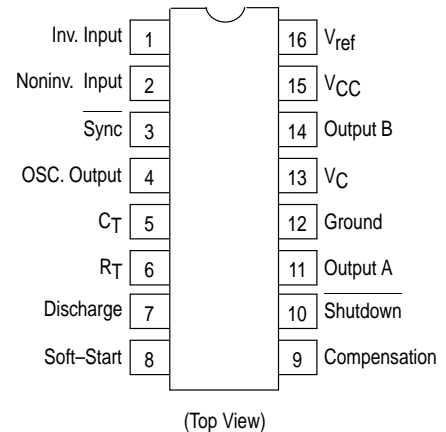 Inv. Input 1 16 Vref
Noninv. Input 2 15 VCC
Sync 3 14 Output B
OSC. Output 4 13 VC
CT 5 12 Ground
RT 6 11 Output A
Discharge 7 10 Shutdown
Soft–Start 8 9 Compensation
(Top View)